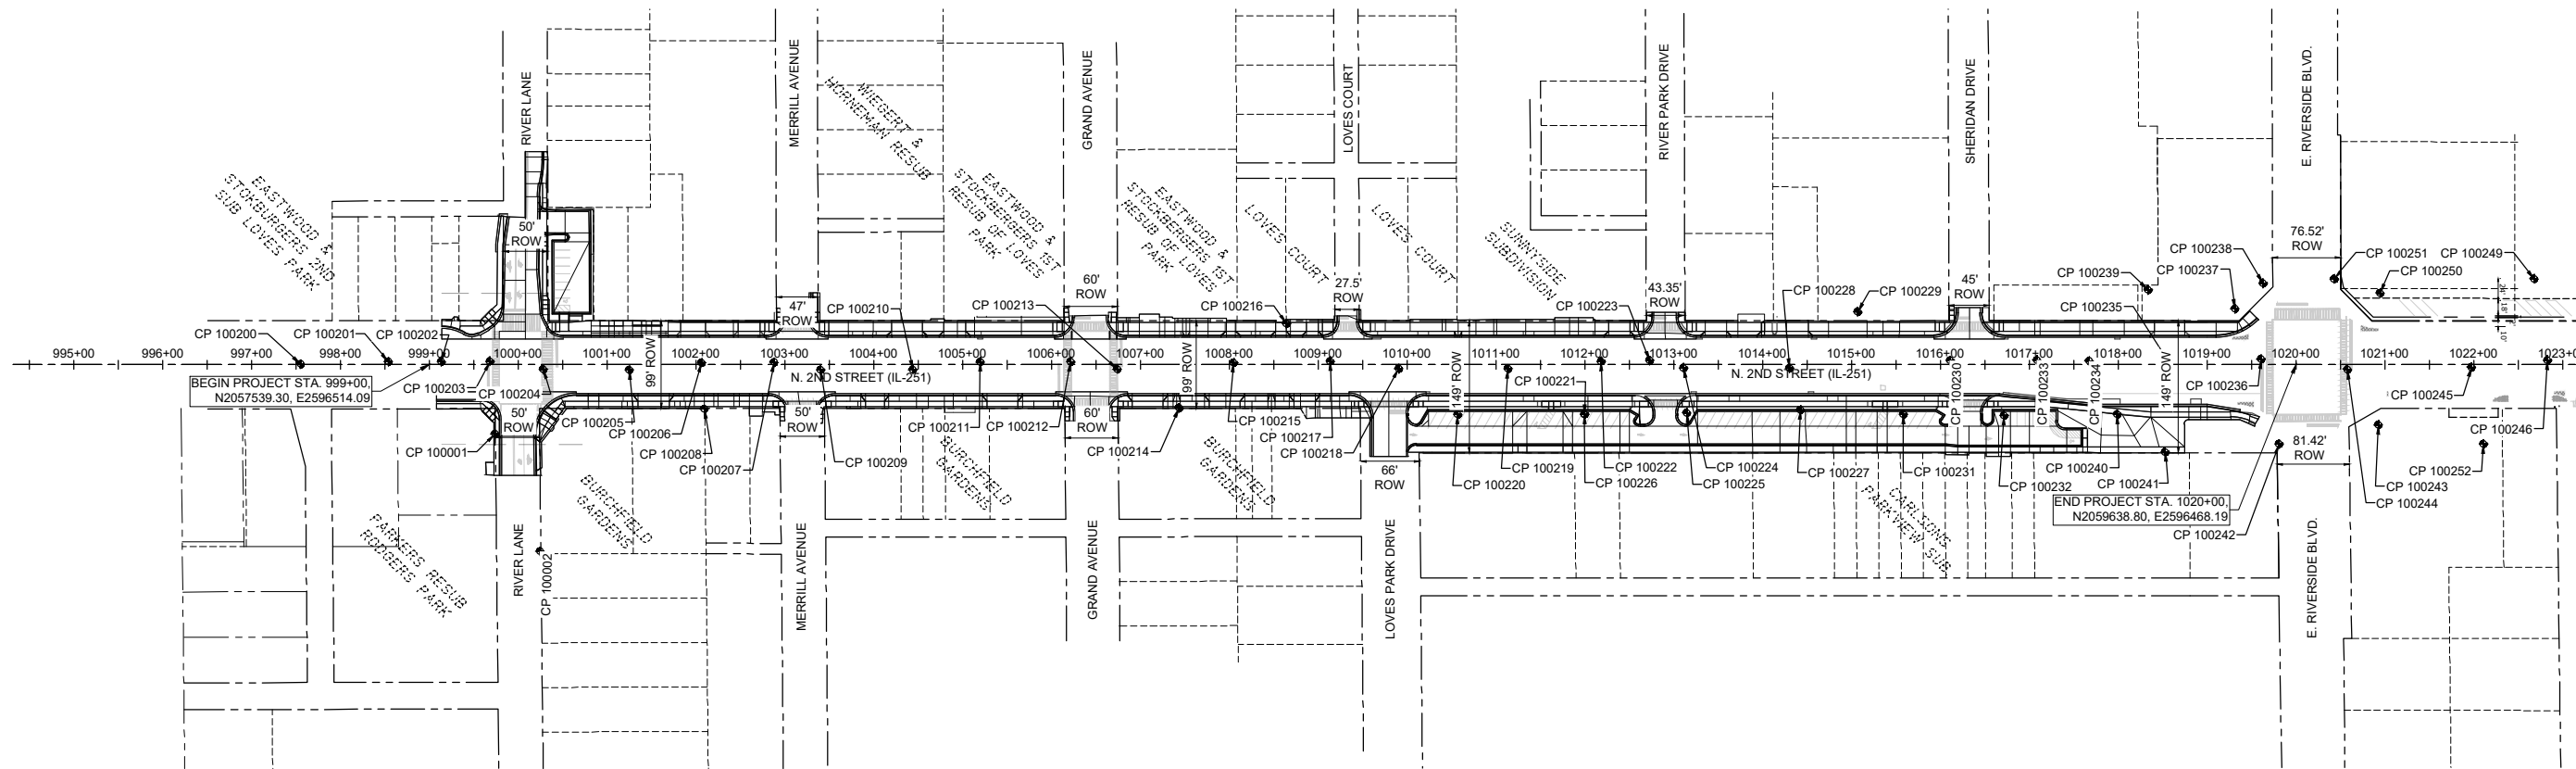 RIVER LANE
MERRILL AVENUE
GRAND AVENUE
LOVES COURT
RIVER PARK DRIVE
SHERIDAN DRIVE
E. RIVERSIDE BLVD.
EASTWOOD &
STOKBURGERS 2ND
SUB LOVES PARK
WIEGERT &
HORNEMAN RESUB
EASTWOOD &
STOCKBERGERS 1ST
RESUB OF LOVES
PARK
EASTWOOD &
STOCKBERGERS 1ST
RESUB OF LOVES
PARK
LOVES COURT
LOVES COURT
SUNNYSIDE
SUBDIVISION
50'
ROW
47'
ROW
60'
ROW
27.5'
ROW
43.35'
ROW
45'
ROW
76.52'
ROW
CP 100200
CP 100201
CP 100202
CP 100210
CP 100213
CP 100216
CP 100223
CP 100228
CP 100229
CP 100239
CP 100238
CP 100237
CP 100235
CP 100251
CP 100250
CP 100249
995+00
996+00
997+00
998+00
999+00
1000+00
1001+00
1002+00
1003+00
1004+00
1005+00
1006+00
1007+00
1008+00
1009+00
1010+00
1011+00
1012+00
1013+00
1014+00
1015+00
1016+00
1017+00
1018+00
1019+00
1020+00
1021+00
1022+00
99' ROW
99' ROW
149' ROW
149' ROW
N. 2ND STREET (IL-251)
N. 2ND STREET (IL-251)
BEGIN PROJECT STA. 999+00,
N2057539.30, E2596514.09
CP 100203
CP 100204
CP 100205
CP 100206
CP 100208
CP 100207
CP 100209
CP 100211
CP 100212
CP 100214
CP 100215
CP 100217
CP 100218
CP 100219
CP 100220
CP 100221
CP 100222
CP 100226
CP 100224
CP 100225
CP 100227
CP 100231
CP 100230
CP 100232
CP 100233
CP 100234
CP 100240
CP 100241
CP 100236
CP 100242
CP 100245
CP 100246
CP 100252
CP 100243
CP 100244
CP 100001
CP 100002
50'
ROW
50'
ROW
60'
ROW
66'
ROW
81.42'
ROW
END PROJECT STA. 1020+00,
N2059638.80, E2596468.19
PARKERS RESUB
RODGERS PARK
BURCHFIELD
GARDENS
BURCHFIELD
GARDENS
BURCHFIELD
GARDENS
CARLSONS
PARKVIEW SUB
RIVER LANE
MERRILL AVENUE
GRAND AVENUE
LOVES PARK DRIVE
E. RIVERSIDE BLVD.